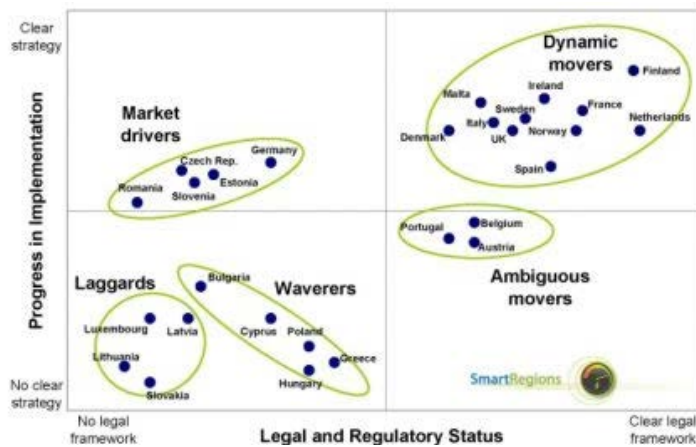 Clear
strategy
Progress in Implementation
No clear
strategy
Market
drivers
Czech Rep.
Germany
Romania
Slovenia
Estonia
Dynamic
movers
Finland
Ireland
Malta
Sweden
France
Italy
Denmark
UK
Norway
Netherlands
Spain
Portugal
Belgium
Austria
Ambiguous
movers
Laggards
Luxembourg
Latvia
Lithuania
Slovakia
Bulgaria
Waverers
Cyprus
Poland
Greece
Hungary
SmartRegions
No legal
framework
Legal and Regulatory Status
Clear legal
framework